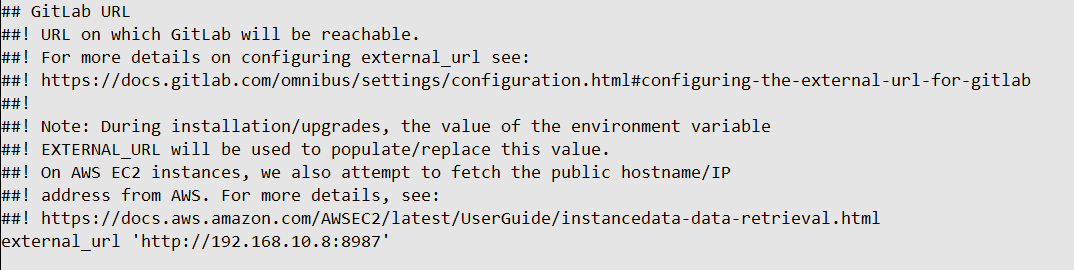 ## GitLab URL
##! URL on which GitLab will be reachable.
##! For more details on configuring external_url see:
##! https://docs.gitlab.com/omnibus/settings/configuration.html#configuring-the-external-url-for-gitlab
##!
##! Note: During installation/upgrades, the value of the environment variable
##! EXTERNAL_URL will be used to populate/replace this value.
##! On AWS EC2 instances, we also attempt to fetch the public hostname/IP
##! address from AWS. For more details, see:
##! https://docs.aws.amazon.com/AWSEC2/latest/UserGuide/instancedata-data-retrieval.html
external_url 'http://192.168.10.8:8987'